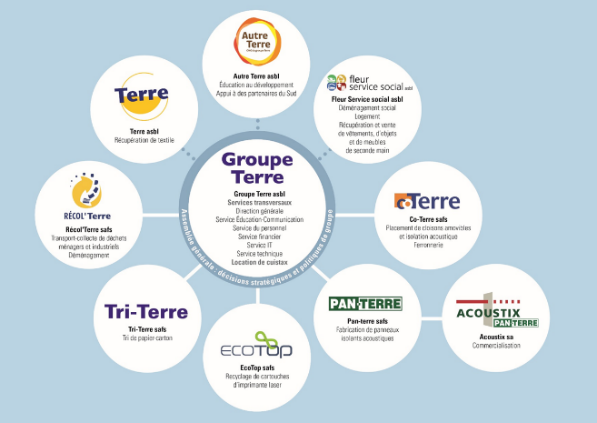 Autre
Terre
Autre Terre asbl
Éducation au développement
Appui à des partenaires du Sud
Terre
Terre asbl
Récupération de textile
fleur
service social asbl
Fleur Service social asbl
Déménagement social
Logement
Récupération et vente
de vêtements, d'objets
et de meubles
de seconde main
Groupe
Terre
Groupe Terre asbl
Services transversaux
Direction générale
Service Éducation-Communication
Service du personnel
Service financier
Service IT
Service technique
Location de cuistax
Assemblée générale : décisions stratégiques et politiques du groupe
RÉCOL'Terre
Récol'Terre safs
Transport-collecte de déchets
ménagers et industriels
Déménagement
CoTerre
Co-Terre safs
Placement de cloisons amovibles
et isolation acoustique
Ferronnerie
Tri-Terre
Tri-Terre safs
Tri de papier-carton
ECOTOP
EcoTop safs
Recyclage de cartouches
d'imprimante laser
PAN-TERRE
Pan-terre safs
Fabrication de panneaux
isolants acoustiques
ACOUSTIX
PAN-TERRE
Acoustix sa
Commercialisation